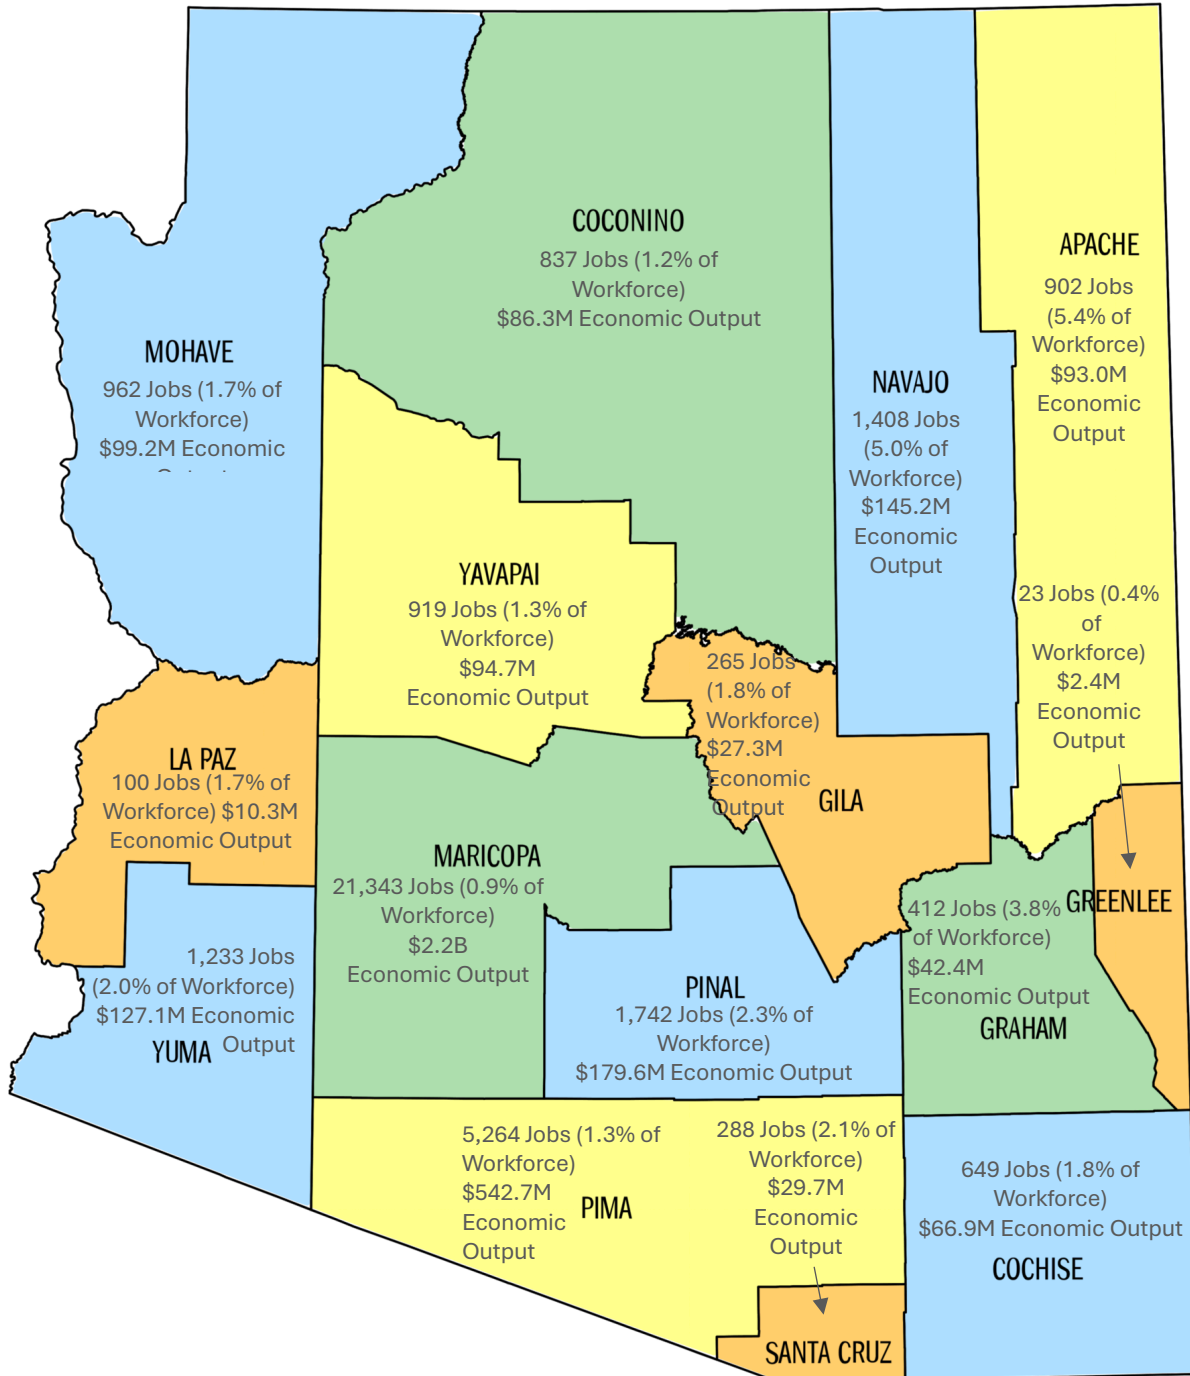 COCONINO
837 Jobs (1.2% of
Workforce)
$86.3M Economic Output
APACHE
902 Jobs
(5.4% of
Workforce)
$93.0M
Economic
Output
MOHAVE
962 Jobs (1.7% of
Workforce)
$99.2M Economic
NAVAJO
1,408 Jobs
(5.0% of
Workforce)
$145.2M
Economic
Output
YAVAPAI
919 Jobs (1.3% of
Workforce)
$94.7M
Economic Output
23 Jobs (0.4%
of
Workforce)
$2.4M
Economic
Output
265 Jobs
(1.8% of
Workforce)
$27.3M
Economic
Output
GILA
LA PAZ
100 Jobs (1.7% of
Workforce) $10.3M
Economic Output
MARICOPA
21,343 Jobs (0.9% of
Workforce)
$2.2B
Economic Output
GREENLEE
412 Jobs (3.8%
of Workforce)
$42.4M
Economic Output
GRAHAM
1,233 Jobs
(2.0% of Workforce)
$127.1M Economic
Output
YUMA
PINAL
1,742 Jobs (2.3% of
Workforce)
$179.6M Economic Output
5,264 Jobs (1.3% of
Workforce)
$542.7M
Economic
Output
PIMA
288 Jobs (2.1% of
Workforce)
$29.7M
Economic
Output
SANTA CRUZ
649 Jobs (1.8% of
Workforce)
$66.9M Economic Output
COCHISE